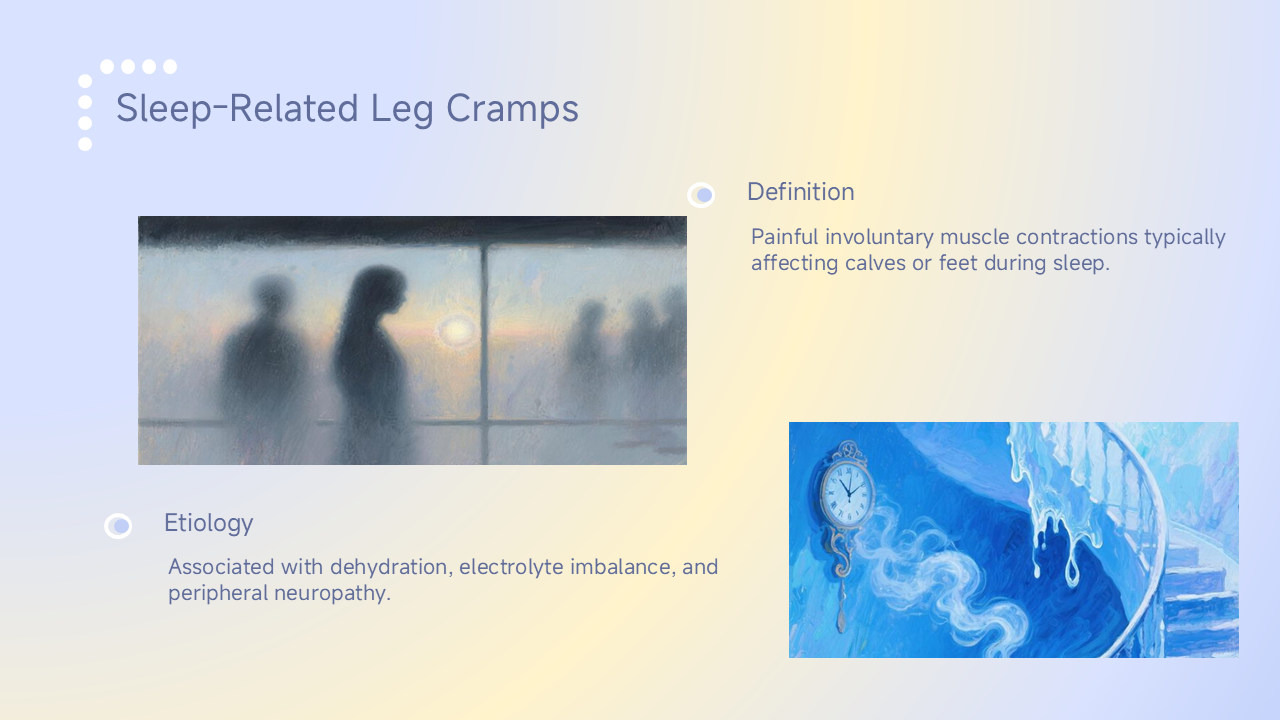 Sleep-Related Leg Cramps
Definition
Painful involuntary muscle contractions typically
affecting calves or feet during sleep.
Etiology
Associated with dehydration, electrolyte imbalance, and
peripheral neuropathy.